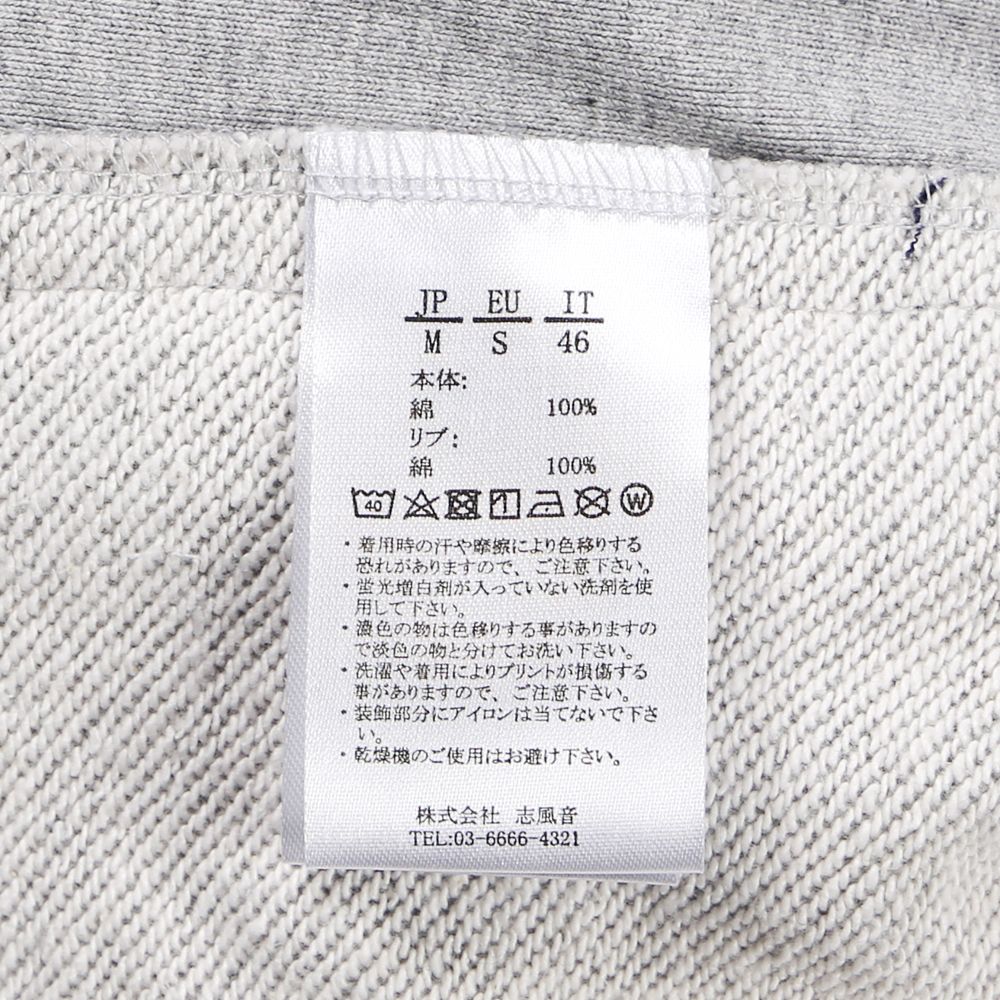 JP EU IT
M S 46
本体:
綿 100%
リブ:
綿 100%
40 W
・着用時の汗や摩擦により色移りする
恐れがありますので、ご注意下さい。
・蛍光増白剤が入っていない洗剤を使
用して下さい。
・濃色の物は色移りする事がありますの
で淡色の物と分けてお洗い下さい。
・洗濯や着用によりプリントが損傷する
事がありますので、ご注意下さい。
・装飾部分にアイロンは当てないで下さ
い。
・乾燥機のご使用はお避け下さい。
株式会社 志風音
TEL:03-6666-4321